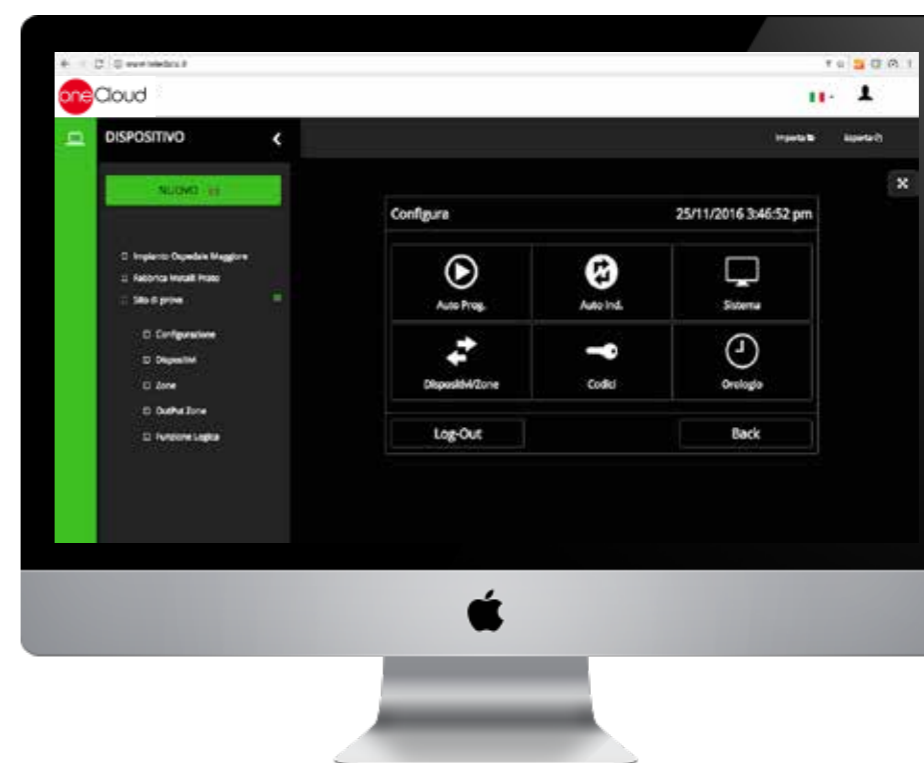 oneCloud
DISPOSITIVO
Importa
Esporta
NUOVO
Configura
25/11/2016 3:46:52 pm
Impianto Ospedale Maggiore
Fabbrica Metalli Prato
Sito di prova
Configurazione
Dispositivi
Zone
OutPut Zone
Funzione Logica
Auto Prog.
Auto Ind.
Sistema
Dispositivi/Zone
Codici
Orologio
Log-Out
Back